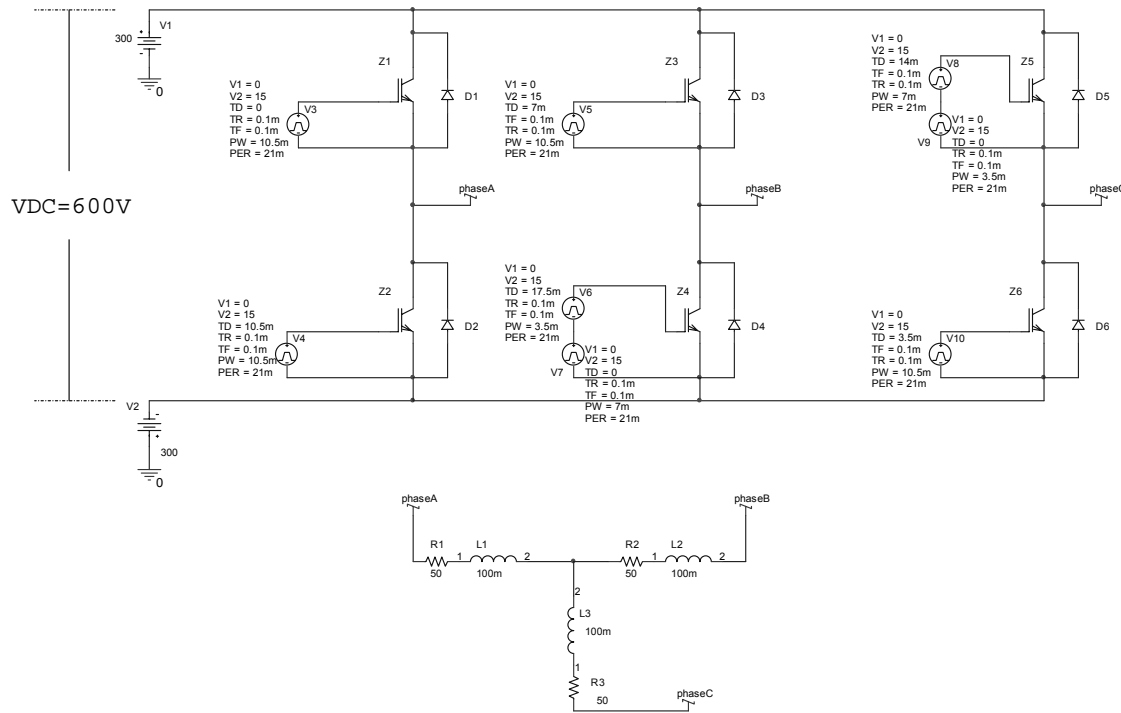 V1
300
0
VDC=600V
V2
300
0
V1 = 0
V2 = 15
TD = 0
TR = 0.1m
TF = 0.1m
PW = 10.5m
PER = 21m
V3
Z1
D1
phaseA
V1 = 0
V2 = 15
TD = 10.5m
TR = 0.1m
TF = 0.1m
PW = 10.5m
PER = 21m
V4
Z2
D2
V1 = 0
V2 = 15
TD = 7m
TF = 0.1m
TR = 0.1m
PW = 10.5m
PER = 21m
V5
Z3
D3
phaseB
V1 = 0
V2 = 15
TD = 17.5m
TR = 0.1m
TF = 0.1m
PW = 3.5m
PER = 21m
V6
Z4
D4
V1 = 0
V2 = 15
TD = 0
TR = 0.1m
TF = 0.1m
PW = 7m
PER = 21m
V7
V1 = 0
V2 = 15
TD = 14m
TF = 0.1m
TR = 0.1m
PW = 7m
PER = 21m
V8
Z5
D5
V1 = 0
V2 = 15
TD = 0
TF = 0.1m
TR = 0.1m
PW = 3.5m
PER = 21m
V9
V1 = 0
V2 = 15
TD = 3.5m
TF = 0.1m
TR = 0.1m
PW = 10.5m
PER = 21m
V10
Z6
D6
phaseA
phaseB
R1
50
1
L1
2
100m
R2
50
1
L2
2
100m
2
L3
100m
1
R3
50
phaseC